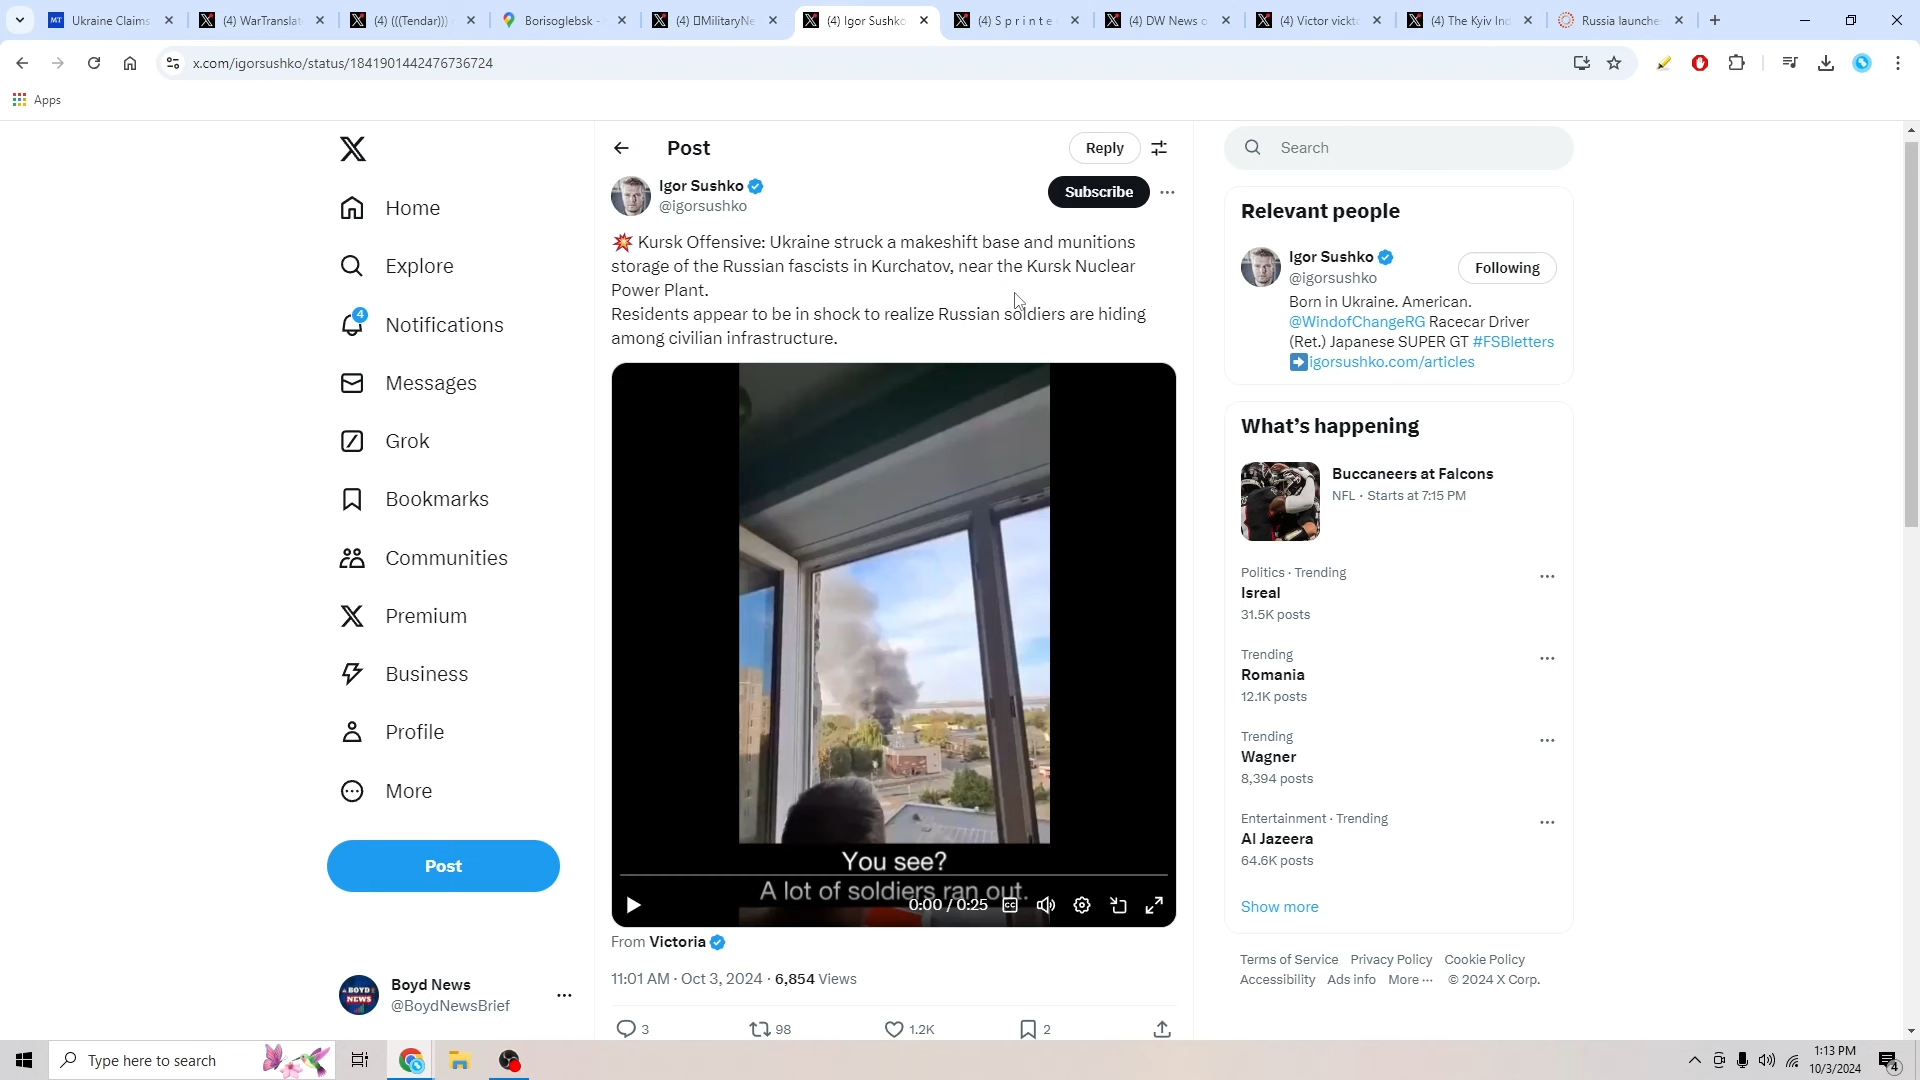 Ukraine Claims
(4) WarTranslat
(4) (((Tendar)))
Borisoglebsk -
(4) MilitaryNe
(4) Igor Sushko
(4) S p r i n t e
(4) DW News o
(4) Victor vickto
(4) The Kyiv Ind
Russia launche
x.com/igorsushko/status/1841901442476736724
Apps
Home
Explore
4
Notifications
Messages
Grok
Bookmarks
Communities
Premium
Business
Profile
More
Post
Boyd News
@BoydNewsBrief
Post
Reply
Igor Sushko
@igorsushko
Subscribe
Kursk Offensive: Ukraine struck a makeshift base and munitions
storage of the Russian fascists in Kurchatov, near the Kursk Nuclear
Power Plant.
Residents appear to be in shock to realize Russian soldiers are hiding
among civilian infrastructure.
You see?
A lot of soldiers ran out.
0:00 / 0:25
From Victoria
11:01 AM · Oct 3, 2024 · 6,854 Views
3
98
1.2K
2
Search
Relevant people
Igor Sushko
@igorsushko
Following
Born in Ukraine. American.
@WindofChangeRG Racecar Driver
(Ret.) Japanese SUPER GT #FSBletters
igorsushko.com/articles
What's happening
Buccaneers at Falcons
NFL · Starts at 7:15 PM
Politics · Trending
Isreal
31.5K posts
Trending
Romania
12.1K posts
Trending
Wagner
8,394 posts
Entertainment · Trending
Al Jazeera
64.6K posts
Show more
Terms of Service Privacy Policy Cookie Policy
Accessibility Ads info More ··· © 2024 X Corp.
Type here to search
1:13 PM
10/3/2024
4